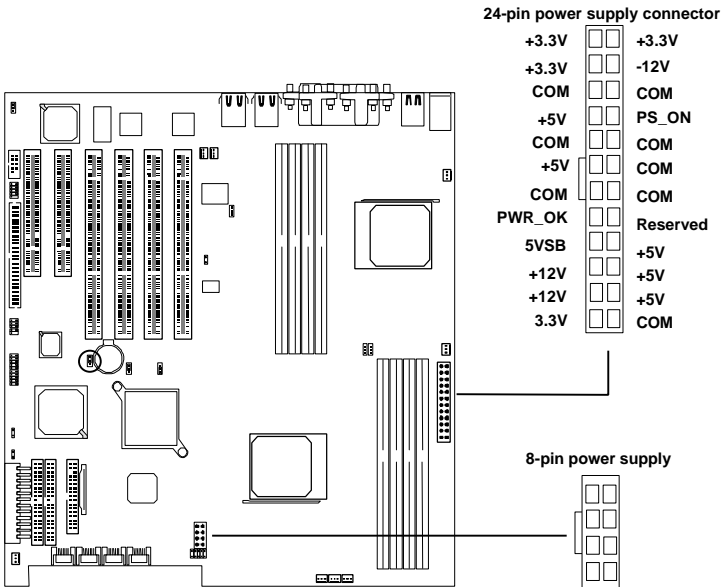 24-pin power supply connector
+3.3V +3.3V
+3.3V -12V
COM COM
+5V PS_ON
COM COM
+5V COM
COM COM
PWR_OK Reserved
5VSB +5V
+12V +5V
+12V +5V
3.3V COM
8-pin power supply